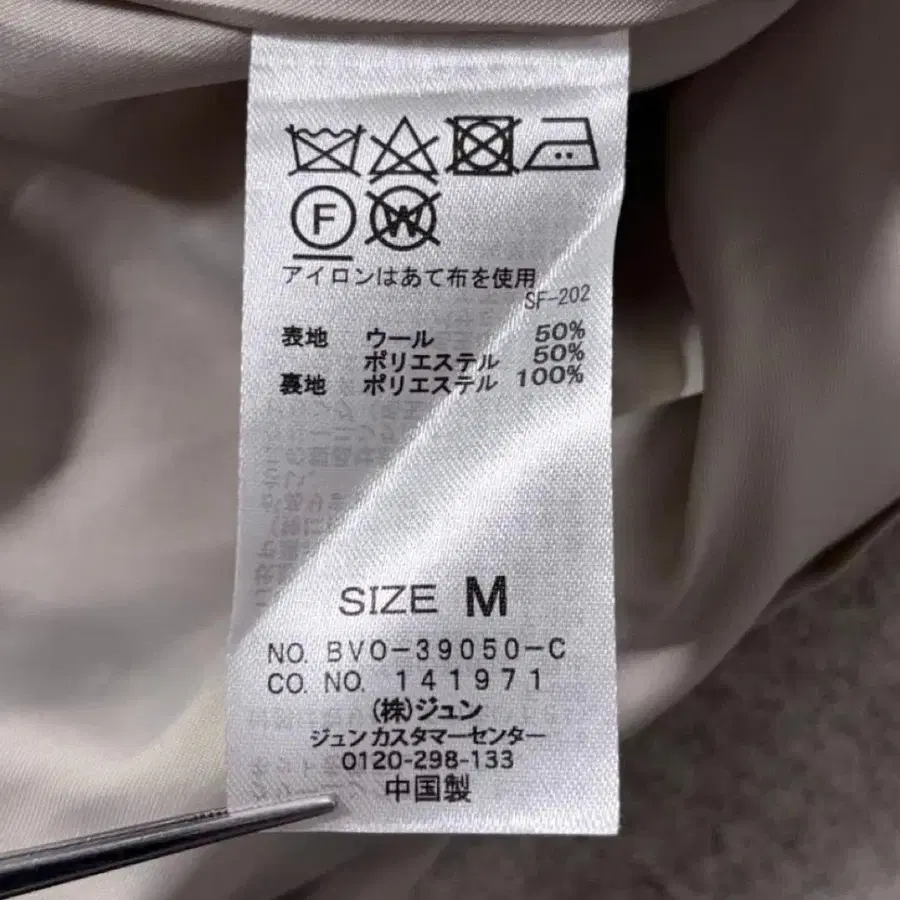 F W
アイロンはあて布を使用
SF-202
表地 ウール 50%
ポリエステル 50%
裏地 ポリエステル 100%
SIZE M
NO. BVO-39050-C
CO. NO. 141971
(株)ジュン
ジュンカスタマーセンター
0120-298-133
中国製